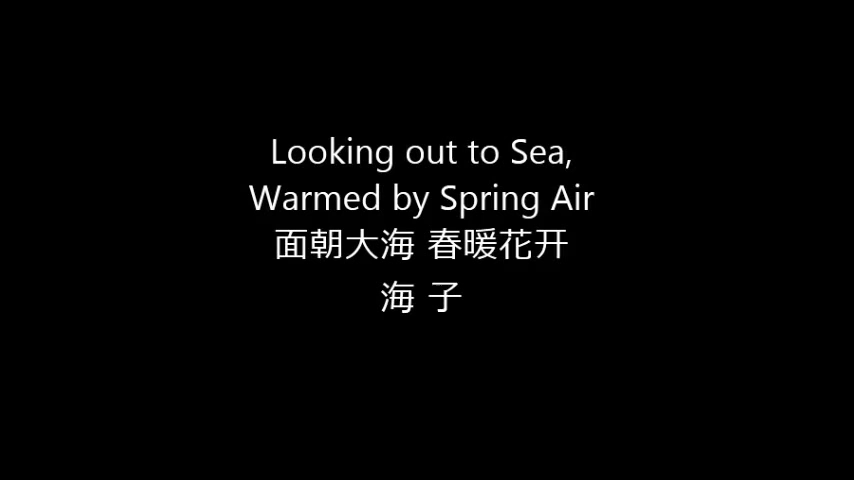 Looking out to Sea,
Warmed by Spring Air
面朝大海 春暖花开
海 子